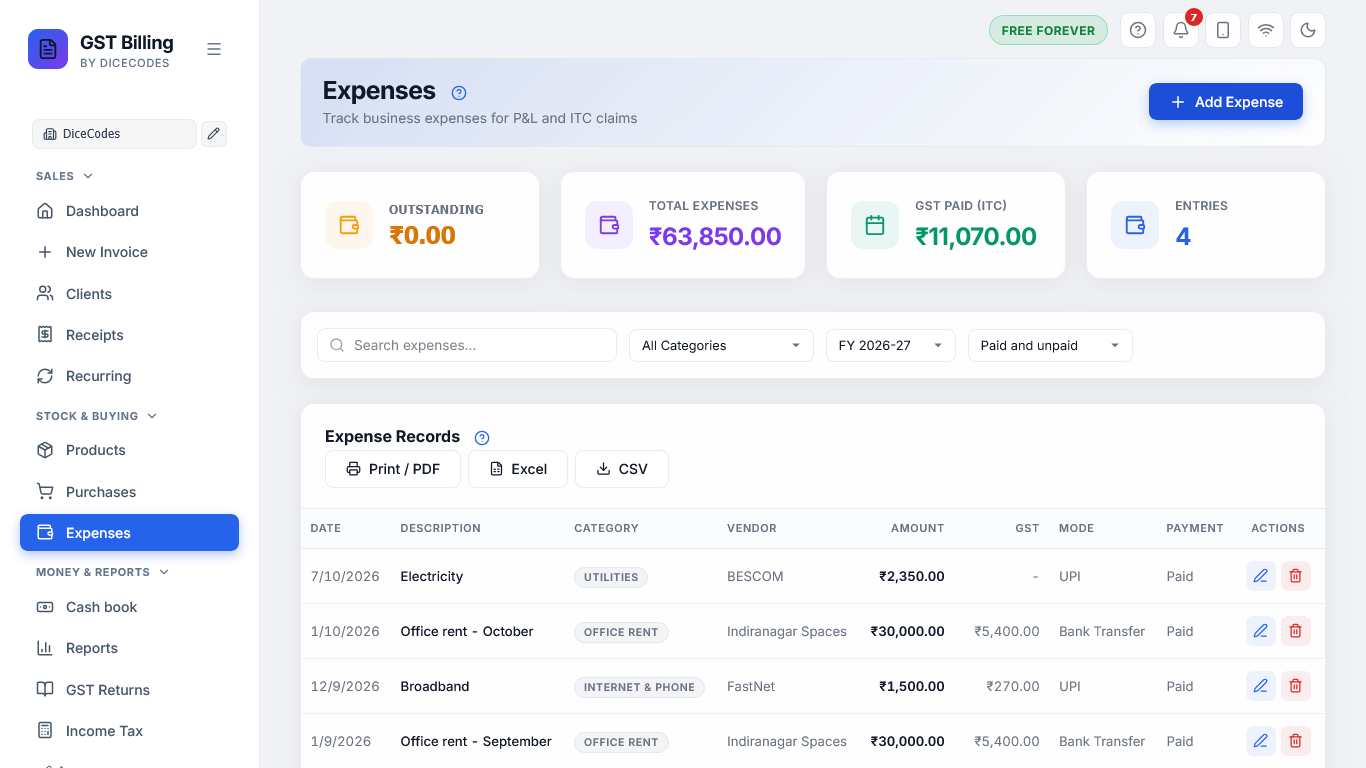 GST Billing
BY DICECODES
FREE FOREVER
7
DiceCodes
SALES
Dashboard
New Invoice
Clients
Receipts
Recurring
STOCK & BUYING
Products
Purchases
Expenses
MONEY & REPORTS
Cash book
Reports
GST Returns
Income Tax
Expenses
Track business expenses for P&L and ITC claims
Add Expense
OUTSTANDING
₹0.00
TOTAL EXPENSES
₹63,850.00
GST PAID (ITC)
₹11,070.00
ENTRIES
4
Search expenses...
All Categories
FY 2026-27
Paid and unpaid
Expense Records
Print / PDF
Excel
CSV
DATE DESCRIPTION CATEGORY VENDOR AMOUNT GST MODE PAYMENT ACTIONS
7/10/2026 Electricity UTILITIES BESCOM ₹2,350.00 - UPI Paid
1/10/2026 Office rent - October OFFICE RENT Indiranagar Spaces ₹30,000.00 ₹5,400.00 Bank Transfer Paid
12/9/2026 Broadband INTERNET & PHONE FastNet ₹1,500.00 ₹270.00 UPI Paid
1/9/2026 Office rent - September OFFICE RENT Indiranagar Spaces ₹30,000.00 ₹5,400.00 Bank Transfer Paid